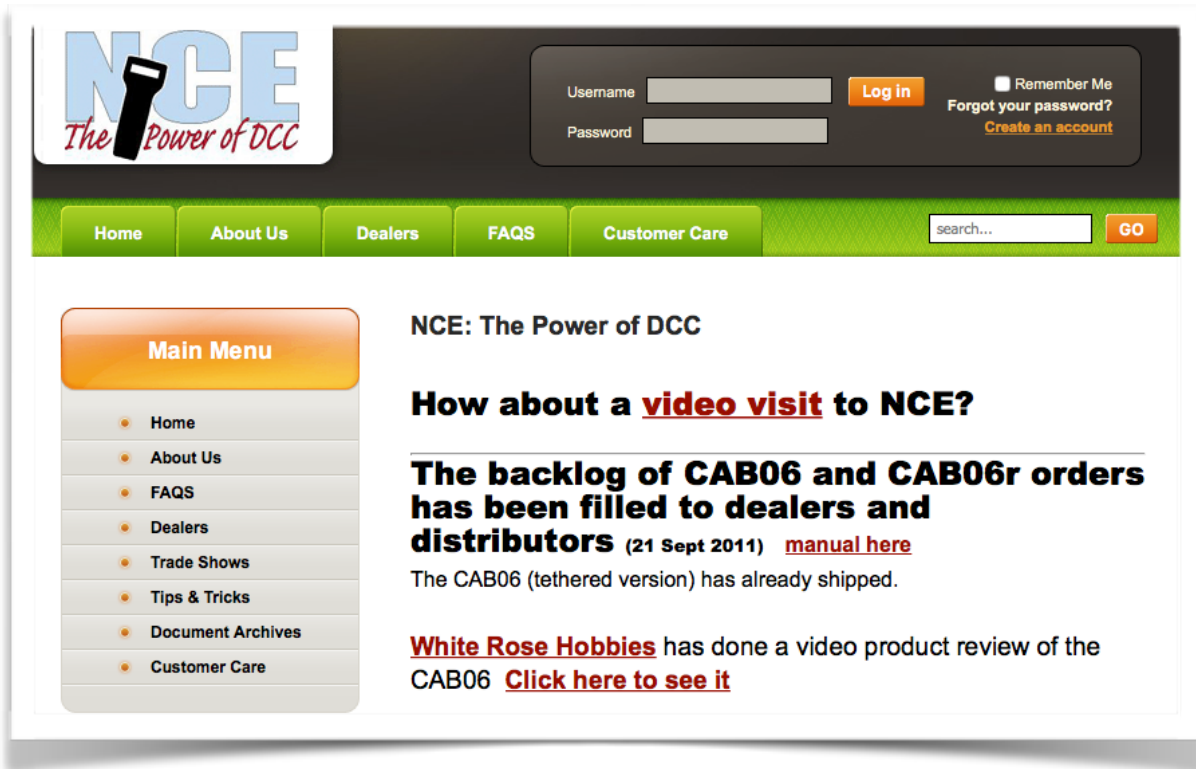 NCE
The Power of DCC
Username
Log in
Remember Me
Forgot your password?
Password
Create an account
Home About Us Dealers FAQS Customer Care search... GO
Main Menu
Home
About Us
FAQS
Dealers
Trade Shows
Tips & Tricks
Document Archives
Customer Care
NCE: The Power of DCC
How about a video visit to NCE?
The backlog of CAB06 and CAB06r orders
has been filled to dealers and
distributors (21 Sept 2011) manual here
The CAB06 (tethered version) has already shipped.
White Rose Hobbies has done a video product review of the
CAB06 Click here to see it